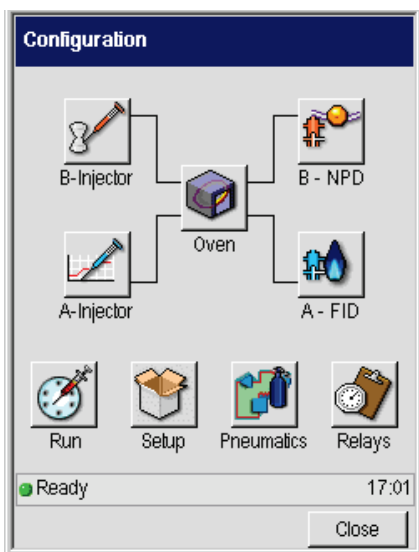 Configuration
B-Injector
B - NPD
Oven
A-Injector
A - FID
Run
Setup
Pneumatics
Relays
Ready
17:01
Close